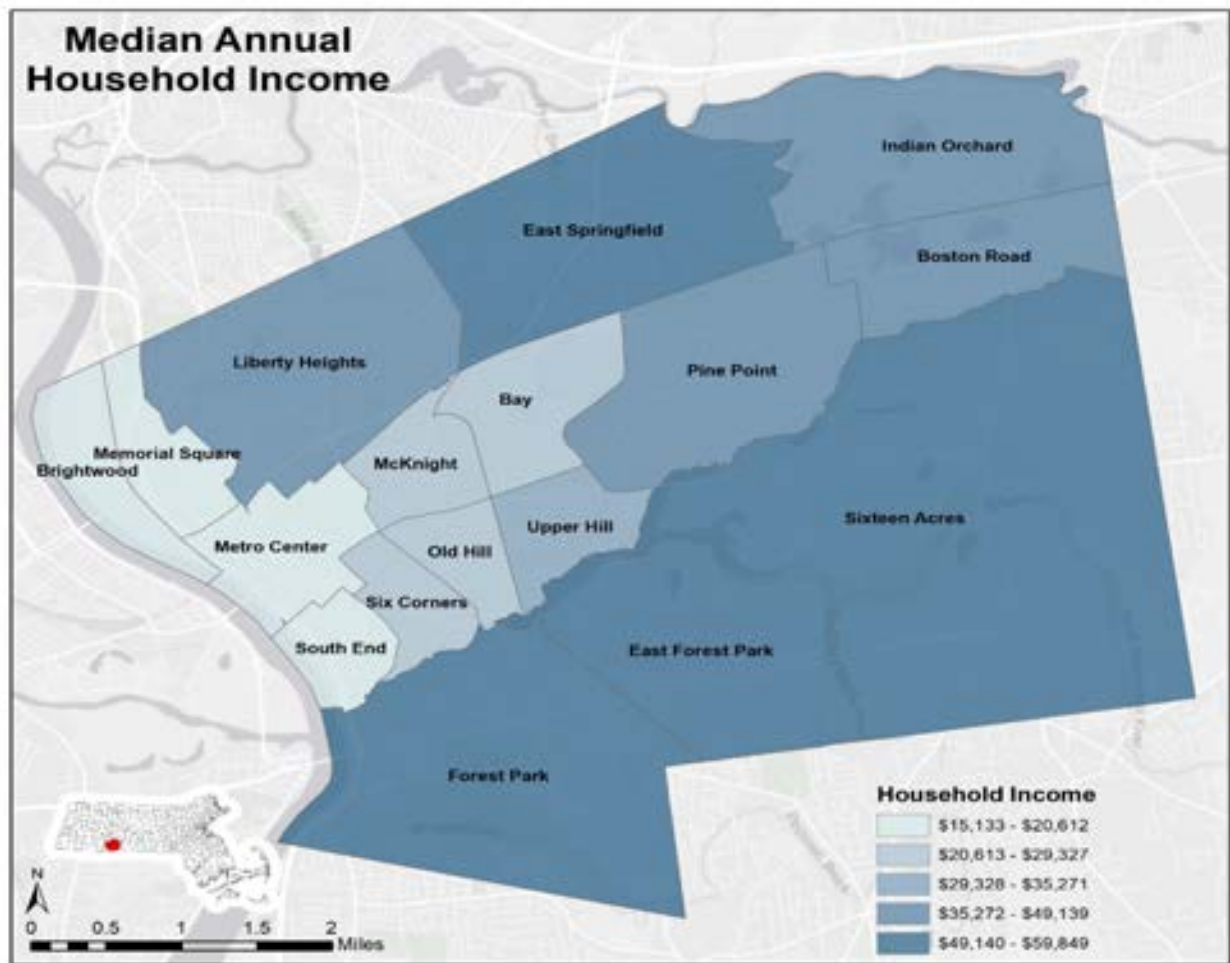 Median Annual
Household Income
Indian Orchard
East Springfield
Boston Road
Liberty Heights
Pine Point
Bay
Memorial Square
McKnight
Brightwood
Sixteen Acres
Upper Hill
Metro Center
Old Hill
Six Corners
South End
East Forest Park
Forest Park
Household Income
$15,133 - $20,612
$20,613 - $29,327
$29,328 - $35,271
$35,272 - $49,139
$49,140 - $59,849
N
0 0.5 1 1.5 2
Miles